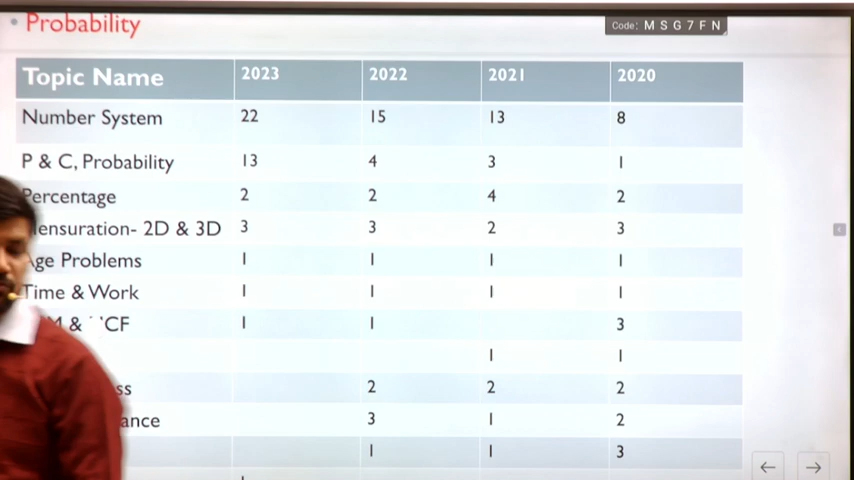 • Probability
Code: M S G 7 F N
Topic Name 2023 2022 2021 2020
Number System 22 15 13 8
P & C, Probability 13 4 3 1
Percentage 2 2 4 2
ensuration- 2D & 3D 3 3 2 3
ge Problems 1 1 1 1
Time & Work 1 1 1 1
& CF 1 1 3
1 1
ss 2 2 2
ance 3 1 2
1 1 3